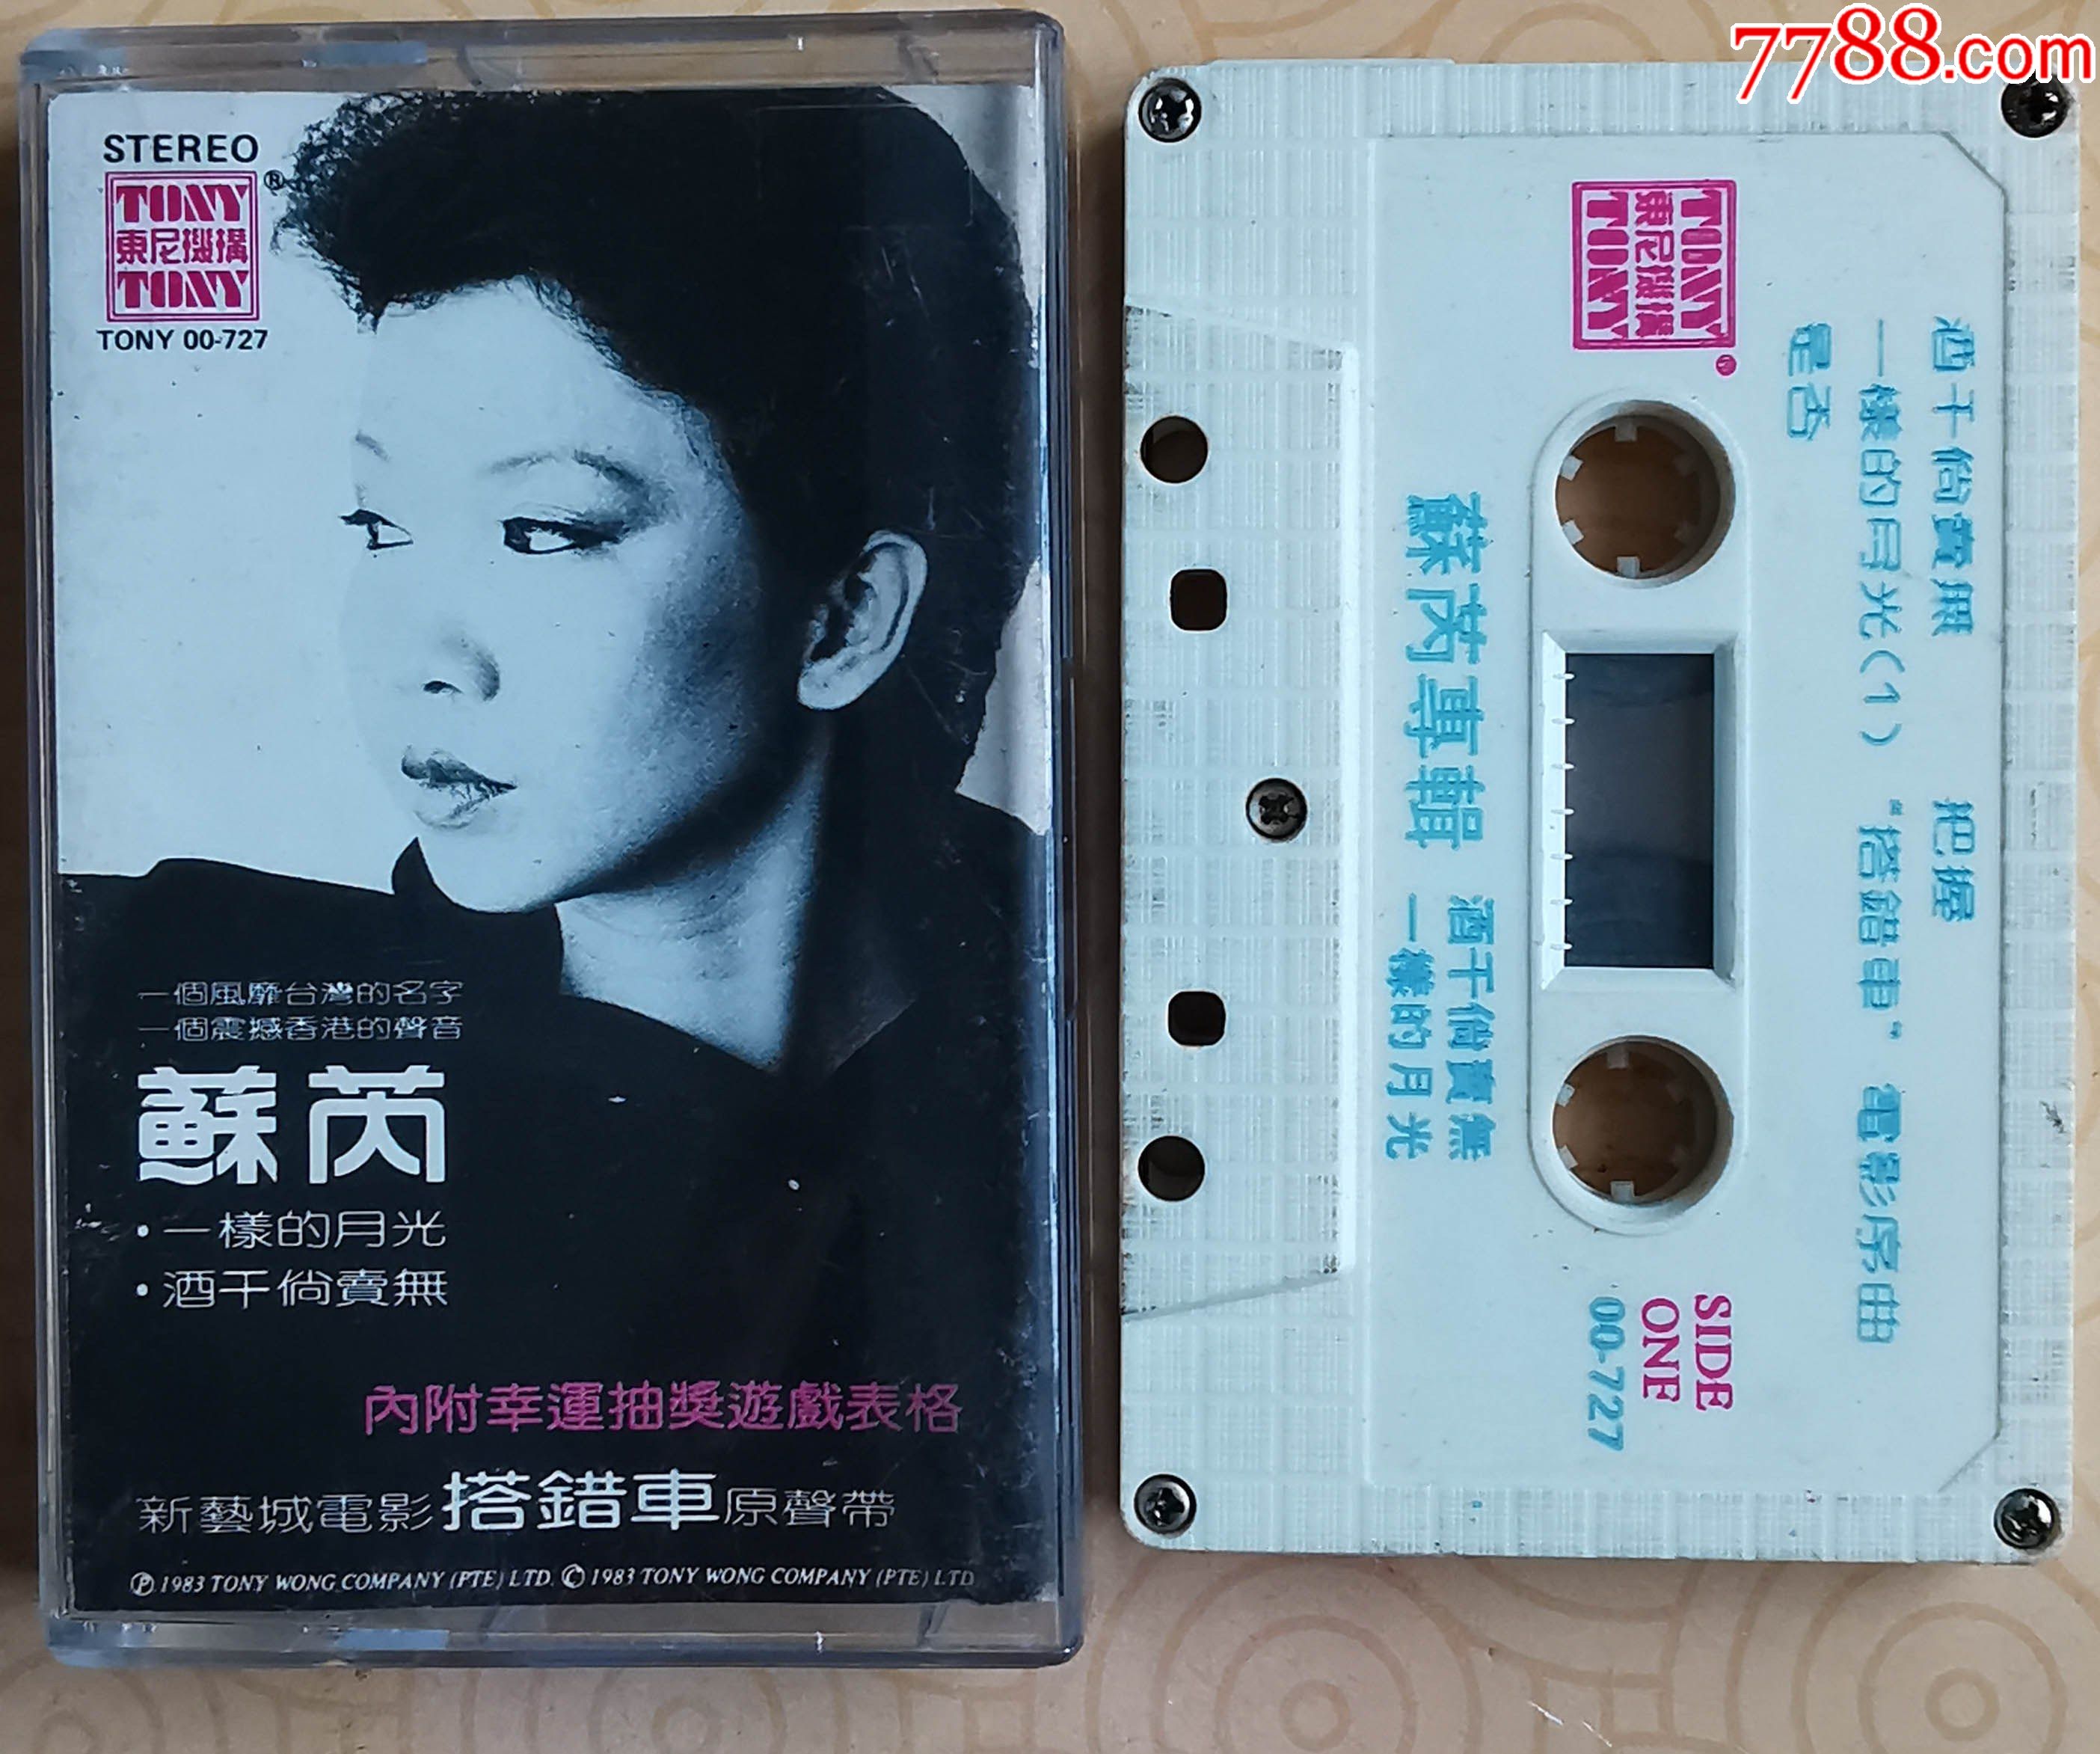 7788.com
STEREO
TONY
東尼機構
TONY
®
TONY 00-727
一個風靡台灣的名字
一個震撼香港的聲音
蘇芮
·一樣的月光
·酒干倘賣無
內附幸運抽獎遊戲表格
新藝城電影搭錯車原聲帶
Ⓟ1983 TONY WONG COMPANY (PTE) LTD. ©1983 TONY WONG COMPANY (PTE) LTD
酒干倘賣無 把握
一樣的月光(1) “搭錯車”電影序曲
是否
TONY
東尼機構
TONY
®
SIDE
ONE
00-727
蘇芮專輯 酒干倘賣無
一樣的月光